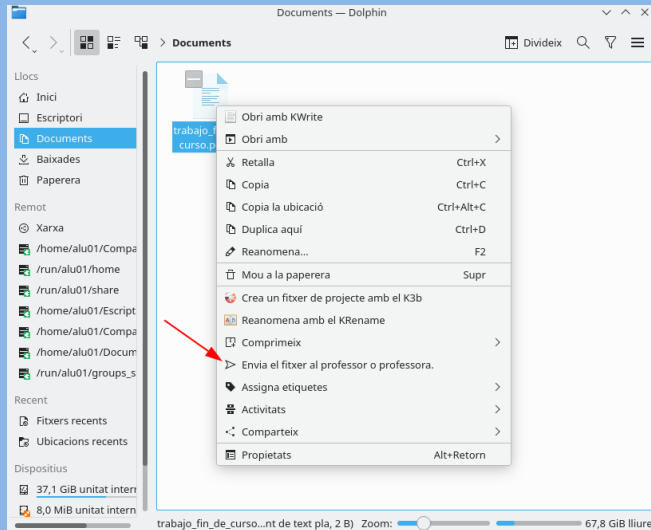 Documents — Dolphin
Documents
Divideix
Llocs
Inici
Escriptori
Documents
Baixades
Paperera
Remot
Xarxa
/home/alu01/Compa
/run/alu01/home
/run/alu01/share
/home/alu01/Escript
/home/alu01/Compa
/home/alu01/Docum
/run/alu01/groups_s
Recent
Fitxers recents
Ubicacions recents
Dispositius
37,1 GiB unitat interr
8,0 MiB unitat intern
trabajo_f
curso.p
Obri amb KWrite
Obri amb
Retalla Ctrl+X
Copia Ctrl+C
Copia la ubicació Ctrl+Alt+C
Duplica aquí Ctrl+D
Reanomena... F2
Mou a la paperera Supr
Crea un fitxer de projecte amb el K3b
Reanomena amb el KRename
Comprimeix
Envia el fitxer al professor o professora.
Assigna etiquetes
Activitats
Comparteix
Propietats Alt+Retorn
trabajo_fin_de_curso...nt de text pla, 2 B) Zoom: 67,8 GiB lliure